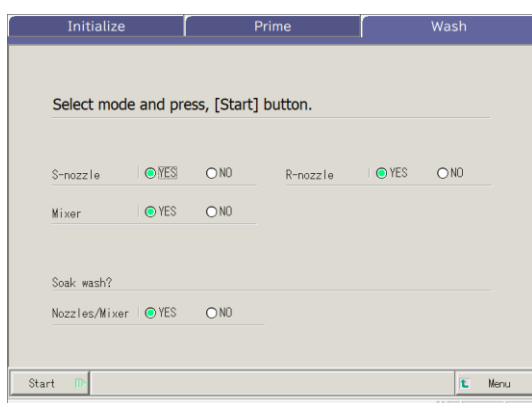 Initialize Prime Wash
Select mode and press, [Start] button.
S-nozzle YES NO R-nozzle YES NO
Mixer YES NO
Soak wash?
Nozzles/Mixer YES NO
Start Menu